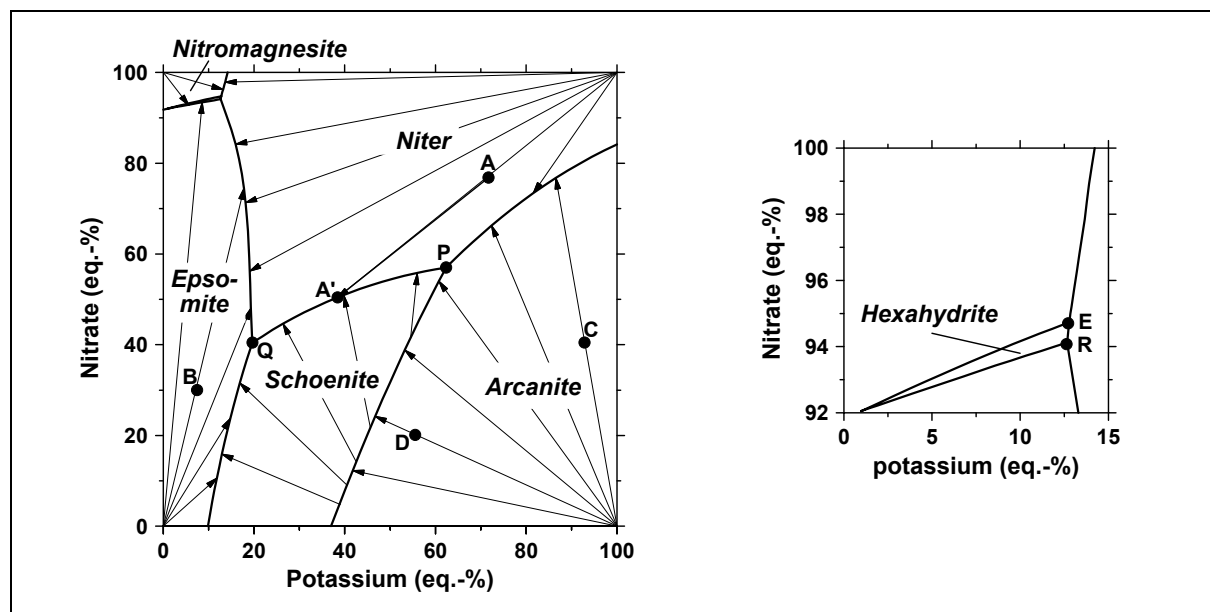 Nitromagnesite
100
80
60
40
20
0
Nitrate (eq.-%)
Niter
A
P
Epso-
mite
A'
Q
C
B
Schoenite
Arcanite
D
0
20
40
60
80
100
Potassium (eq.-%)
100
98
96
94
92
Nitrate (eq.-%)
Hexahydrite
E
R
0
5
10
15
potassium (eq.-%)